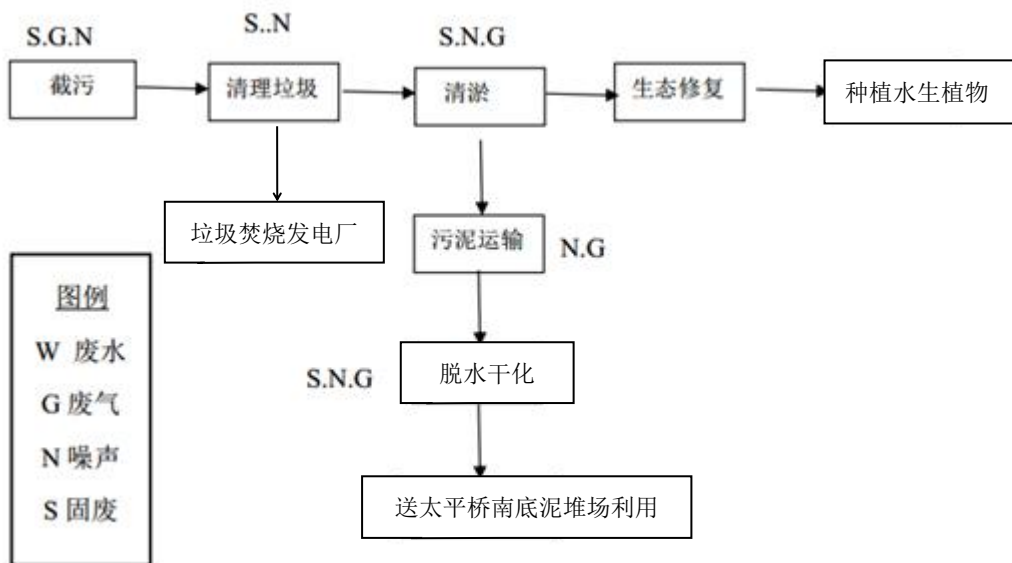 S.G.N
S..N
S.N.G
截污
清理垃圾
清淤
生态修复
种植水生植物
垃圾焚烧发电厂
污泥运输
N.G
图例
W 废水
G 废气
N 噪声
S 固废
S.N.G
脱水干化
送太平桥南底泥堆场利用